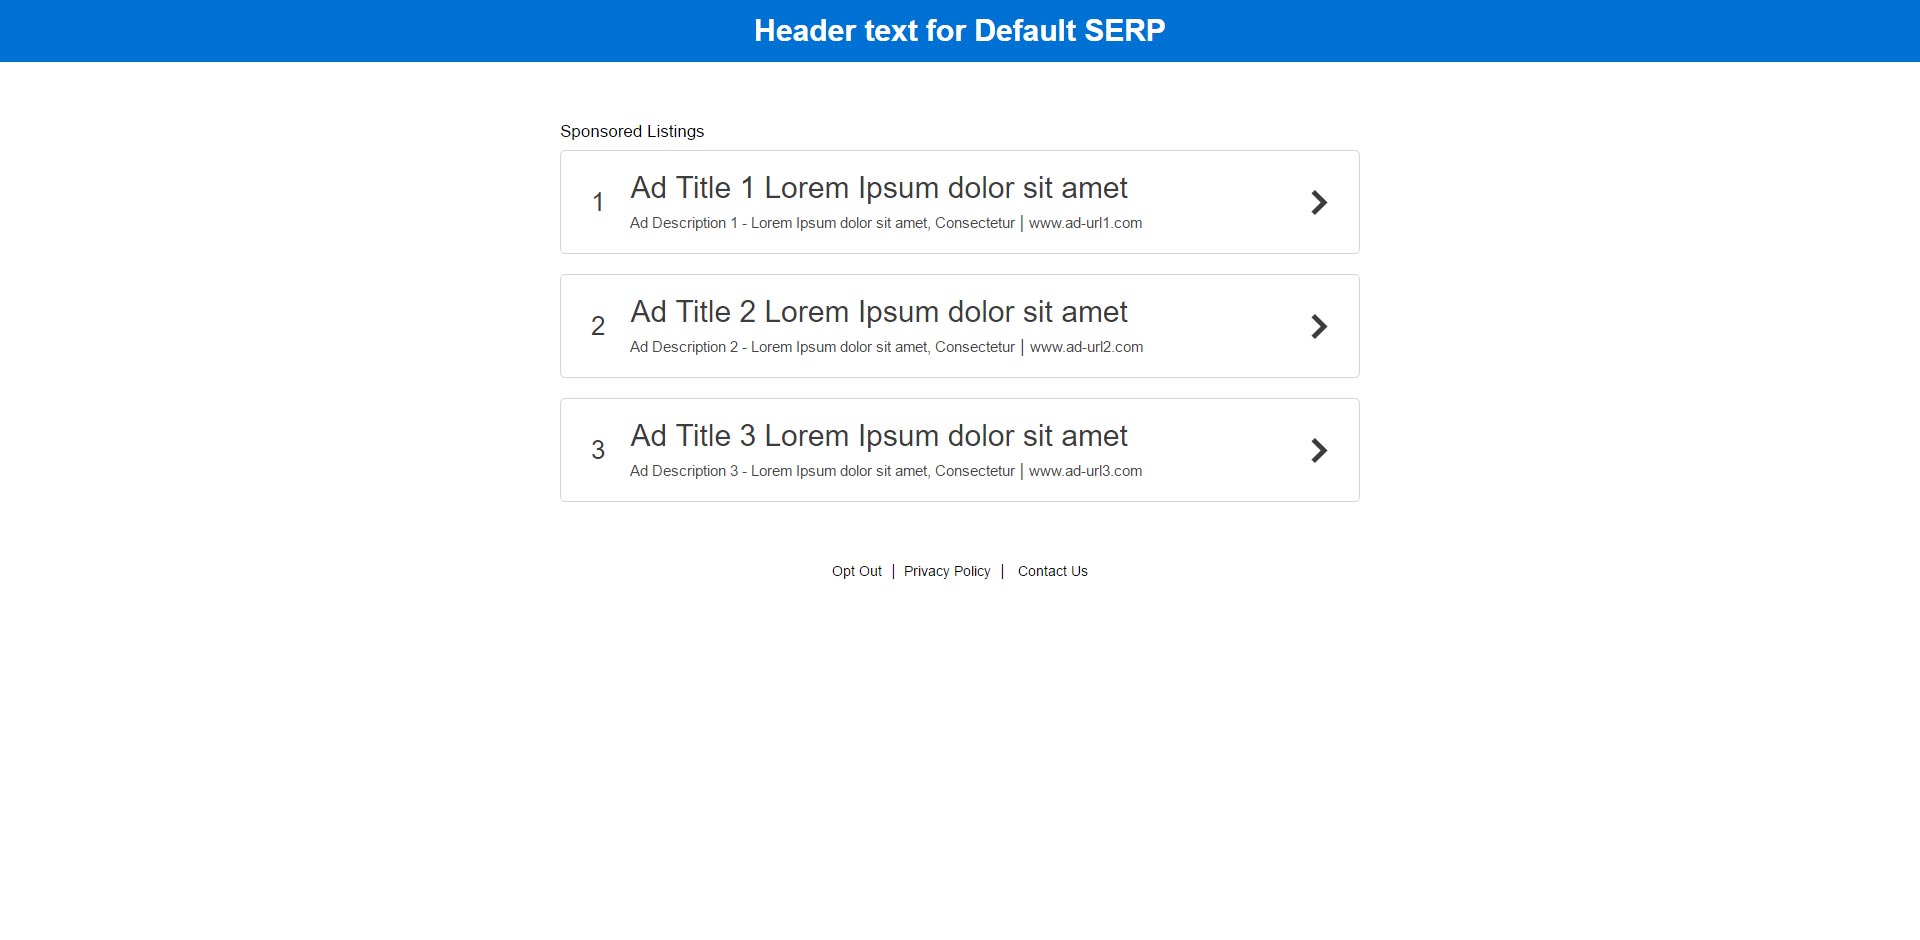 Header text for Default SERP
Sponsored Listings
1
Ad Title 1 Lorem Ipsum dolor sit amet
Ad Description 1 - Lorem Ipsum dolor sit amet, Consectetur | www.ad-url1.com
2
Ad Title 2 Lorem Ipsum dolor sit amet
Ad Description 2 - Lorem Ipsum dolor sit amet, Consectetur | www.ad-url2.com
3
Ad Title 3 Lorem Ipsum dolor sit amet
Ad Description 3 - Lorem Ipsum dolor sit amet, Consectetur | www.ad-url3.com
Opt Out | Privacy Policy | Contact Us